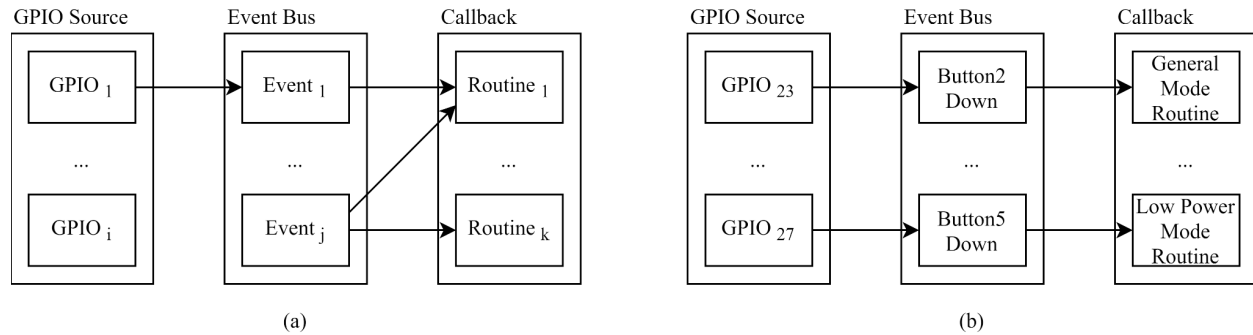 GPIO Source Event Bus Callback
GPIO 1 Event 1 Routine 1
... ... ...
GPIO i Event j Routine k
(a)
GPIO Source Event Bus Callback
GPIO 23
Button2
Down
General
Mode
Routine
... ... ...
GPIO 27
Button5
Down
Low Power
Mode
Routine
(b)